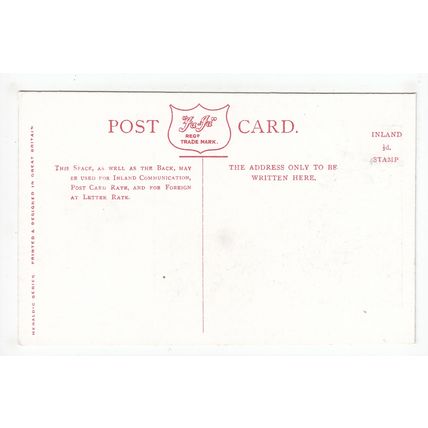 POST CARD.
"Ja-Ja"
REGD
TRADE MARK.
INLAND
½d.
STAMP
THIS SPACE, AS WELL AS THE BACK, MAY
BE USED FOR INLAND COMMUNICATION,
POST CARD RATE, AND FOR FOREIGN
AT LETTER RATE.
THE ADDRESS ONLY TO BE
WRITTEN HERE.
HERALDIC SERIES. PRINTED & DESIGNED IN GREAT BRITAIN